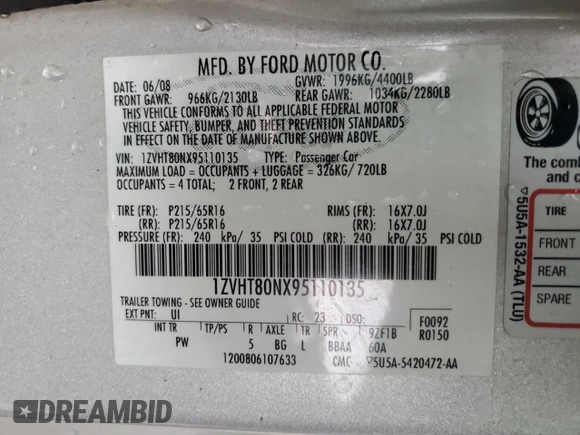 MFD. BY FORD MOTOR CO.
DATE: 06/08 GVWR: 1996KG/4400LB
FRONT GAWR: 966KG/2130LB REAR GAWR: 1034KG/2280LB
THIS VEHICLE CONFORMS TO ALL APPLICABLE FEDERAL MOTOR
VEHICLE SAFETY, BUMPER, AND THEFT PREVENTION STANDARDS
IN EFFECT ON THE DATE OF MANUFACTURE SHOWN ABOVE.
VIN: 1ZVHT80NX95110135 TYPE: Passenger Car
MAXIMUM LOAD = OCCUPANTS + LUGGAGE = 326KG/720LB
OCCUPANTS = 4 TOTAL; 2 FRONT, 2 REAR
TIRE (FR): P215/65R16 RIMS (FR): 16X7.0J
(RR): P215/65R16 (RR): 16X7.0J
PRESSURE (FR): 240 kPa/ 35 PSI COLD (RR): 240 kPa/ 35 PSI COLD
1ZVHT80NX95110135
TRAILER TOWING - SEE OWNER GUIDE
EXT PNT: UI RC: 23 DSO: F0092
INT TR TP/PS R AXLE TR SPR 9ZF1B R0150
PW 5 BG L BBAA 60A
1200806107633 CMC ▽5U5A-5420472-AA
The comb
and c
▽5U5A-1532-AA (TLU)
TIRE
FRONT
REAR
SPARE
DREAMBID